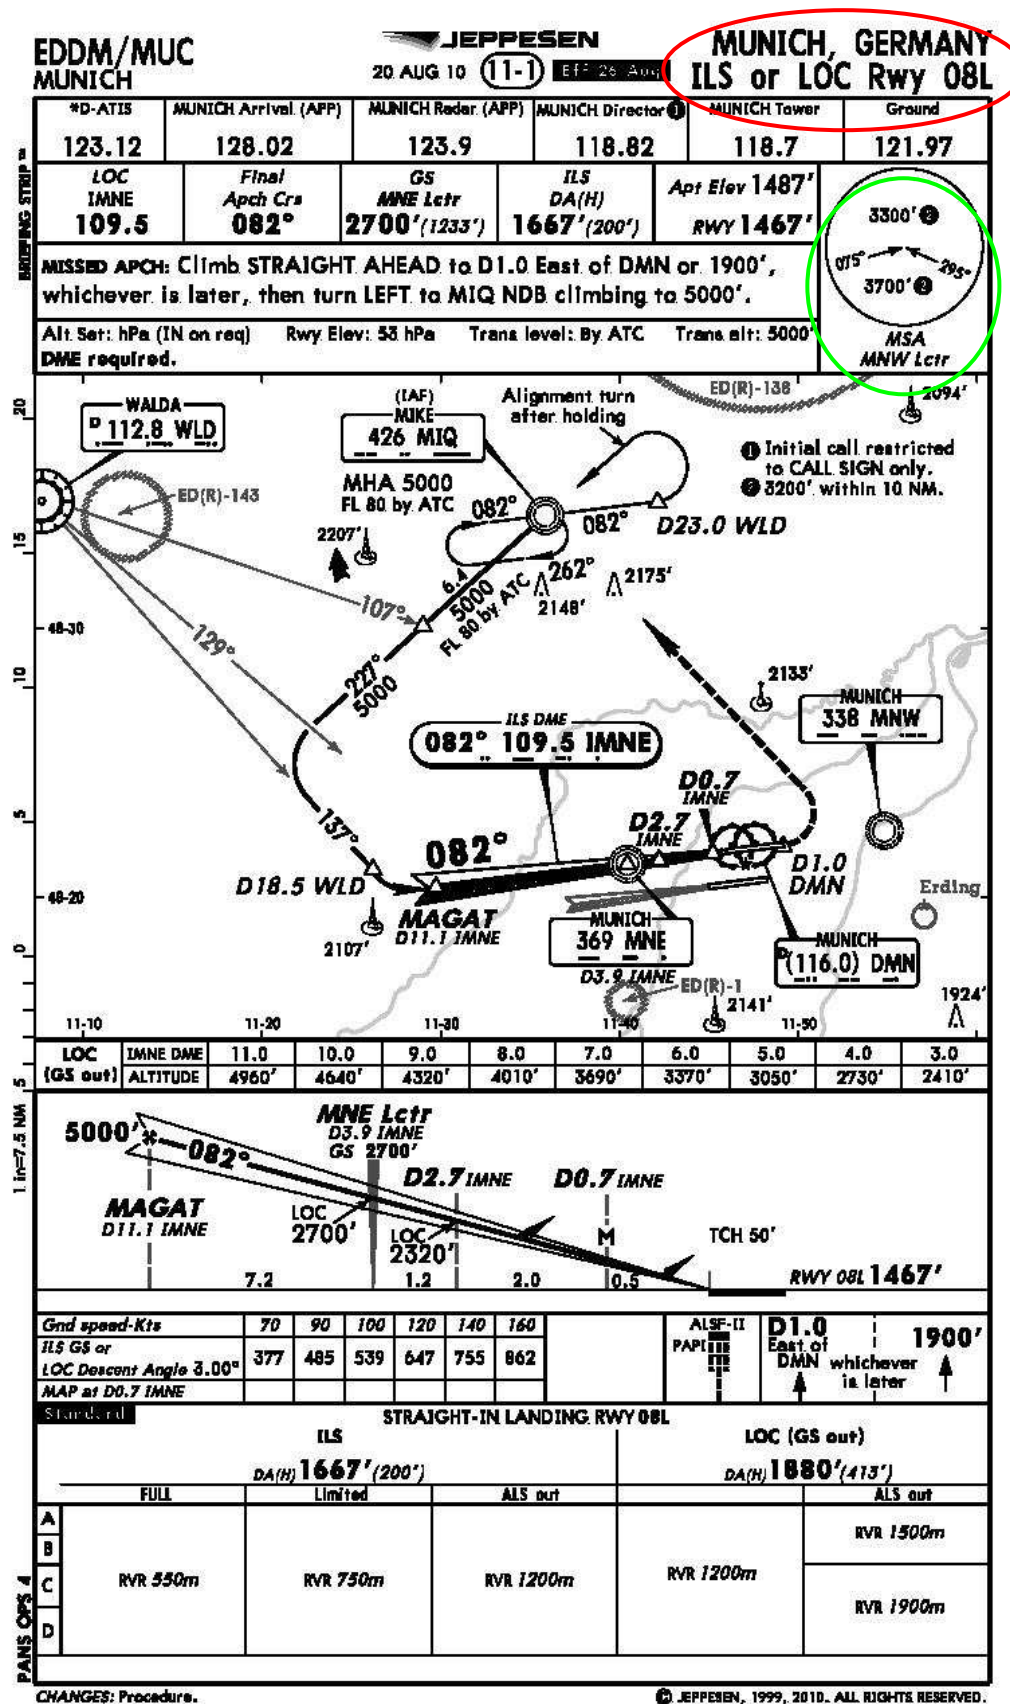 EDDM/MUC
MUNICH
JEPPESEN
20 AUG 10 (11-1) EFF 26 Aug
MUNICH, GERMANY
ILS or LOC Rwy 08L
BRIEFING STRIP TM
*D-ATIS MUNICH Arrival (APP) MUNICH Radar (APP) MUNICH Director 1 MUNICH Tower Ground
123.12 128.02 123.9 118.82 118.7 121.97
LOC Final GS ILS
IMNE Apch Crs MNE Lctr DA(H)
109.5 082° 2700'(1233') 1667'(200')
Apt Elev 1487'
RWY 1467'
3300' 2
075° 295°
3700' 2
MSA
MNW Lctr
MISSED APCH: Climb STRAIGHT AHEAD to D1.0 East of DMN or 1900',
whichever is later, then turn LEFT to MIQ NDB climbing to 5000'.
Alt Set: hPa (IN on req) Rwy Elev: 53 hPa Trans level: By ATC Trans alt: 5000'
DME required.
ED(R)-138
2094'
WALDA
D 112.8 WLD
(IAF)
MIKE
426 MIQ
Alignment turn
after holding
1 Initial call restricted
to CALL SIGN only.
2 3200' within 10 NM.
MHA 5000
FL 80 by ATC
ED(R)-143
082°
082°
D23.0 WLD
2207'
262°
2175'
2148'
6.4
5000
FL 80 by ATC
107°
48-30
129°
227°
5000
2133'
MUNICH
338 MNW
ILS DME
082° 109.5 IMNE
D0.7
IMNE
137°
D2.7
IMNE
082°
D18.5 WLD
D1.0
DMN
48-20
MAGAT
D11.1 IMNE
Erding
2107'
MUNICH
369 MNE
D3.9 IMNE
MUNICH
D (116.0) DMN
ED(R)-1
2141'
1924'
11-10 11-20 11-30 11-40 11-50
20
15
10
5
0
5
1 in=7.5 NM
LOC IMNE DME 11.0 10.0 9.0 8.0 7.0 6.0 5.0 4.0 3.0
(GS out) ALTITUDE 4960' 4640' 4320' 4010' 3690' 3370' 3050' 2730' 2410'
MNE Lctr
D3.9 IMNE
GS 2700'
5000'
082°
D2.7 IMNE
D0.7 IMNE
MAGAT
D11.1 IMNE
LOC
2700'
LOC
2320'
M
TCH 50'
7.2 1.2 2.0 0.5
RWY 08L 1467'
Gnd speed-Kts 70 90 100 120 140 160
ILS GS or
LOC Descent Angle 3.00° 377 485 539 647 755 862
MAP at D0.7 IMNE
ALSF-II
PAPI
D1.0
East of
DMN
whichever
is later
1900'
Standard
STRAIGHT-IN LANDING RWY 08L
ILS LOC (GS out)
DA(H) 1667'(200') DA(H) 1880'(413')
FULL Limited ALS out ALS out
A
B
C
D
RVR 550m RVR 750m RVR 1200m RVR 1200m
RVR 1500m
RVR 1900m
PANS OPS 4
CHANGES: Procedure.
© JEPPESEN, 1999, 2010. ALL RIGHTS RESERVED.